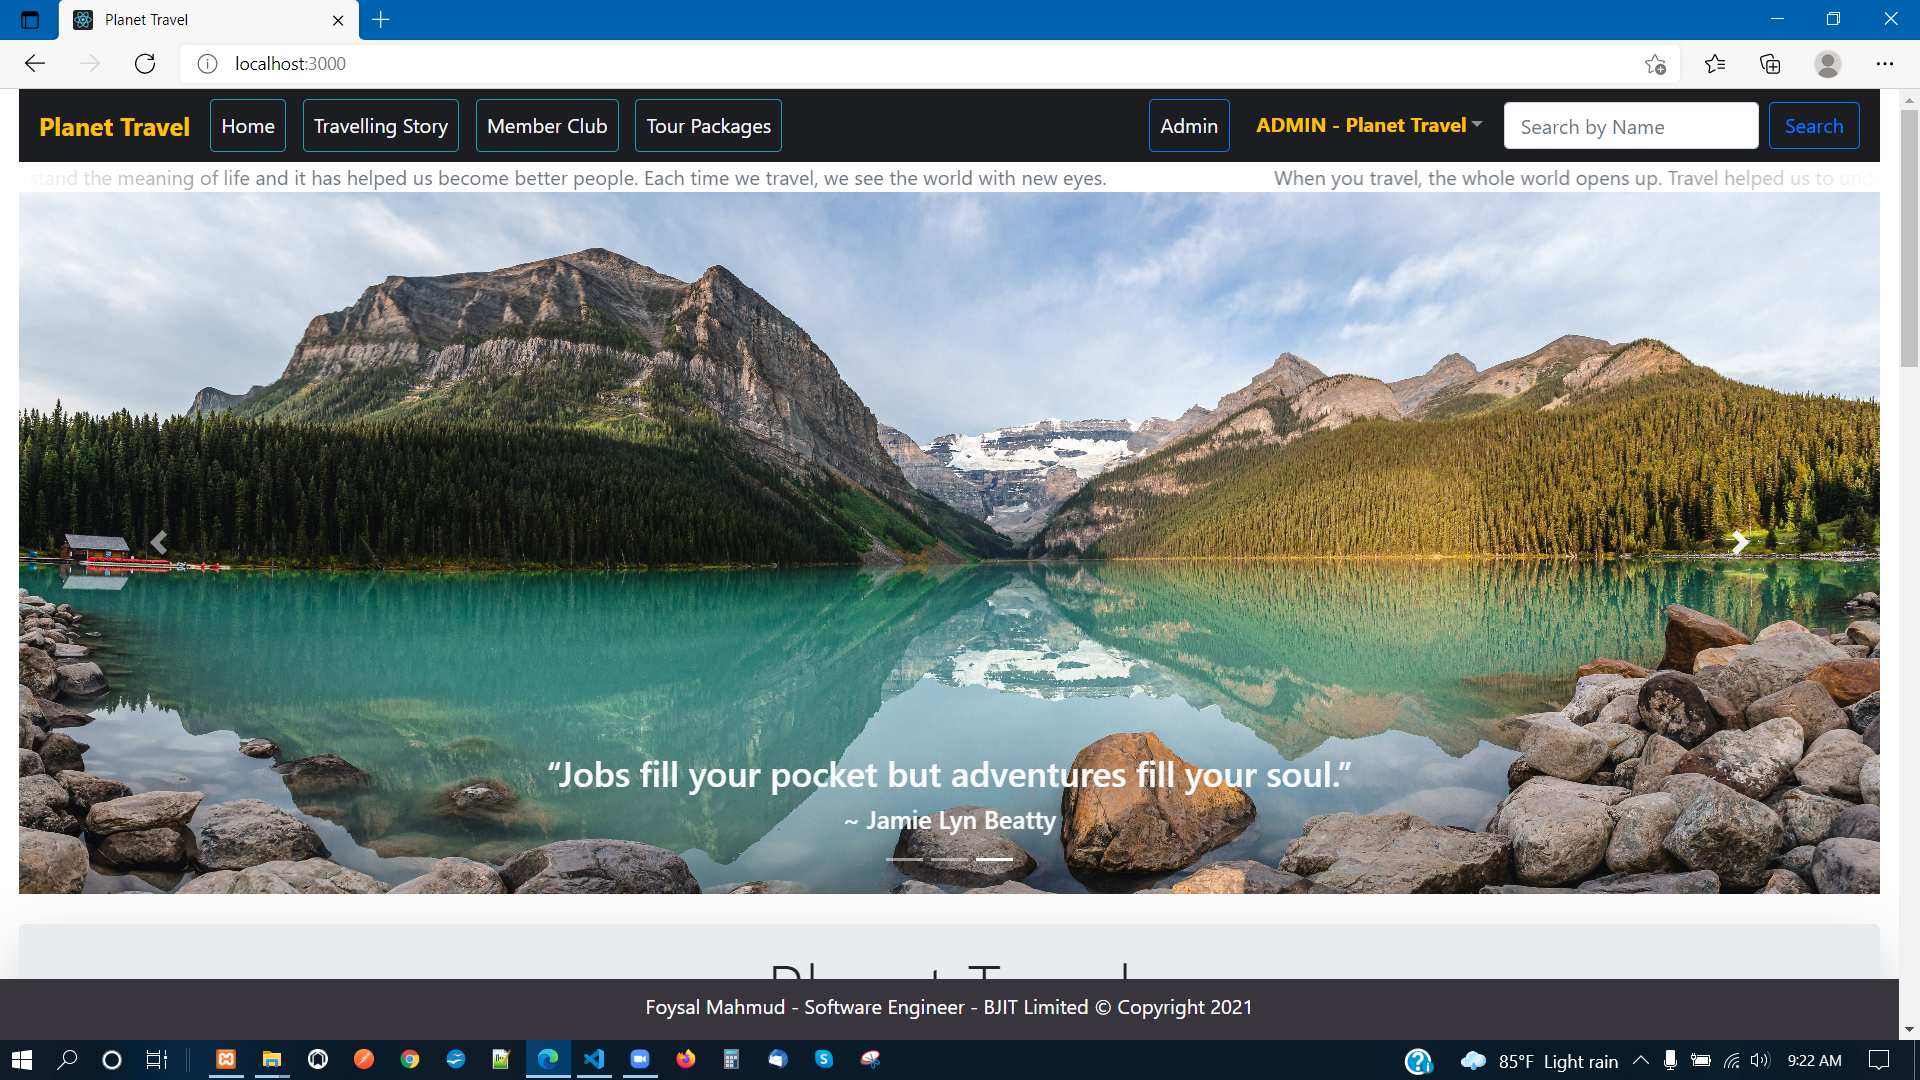 Planet Travel
localhost:3000
Planet Travel Home Travelling Story Member Club Tour Packages Admin ADMIN - Planet Travel Search by Name Search
stand the meaning of life and it has helped us become better people. Each time we travel, we see the world with new eyes. When you travel, the whole world opens up. Travel helped us to unde
“Jobs fill your pocket but adventures fill your soul.”
~ Jamie Lyn Beatty
Planet Travel
Foysal Mahmud - Software Engineer - BJIT Limited © Copyright 2021
85°F Light rain 9:22 AM